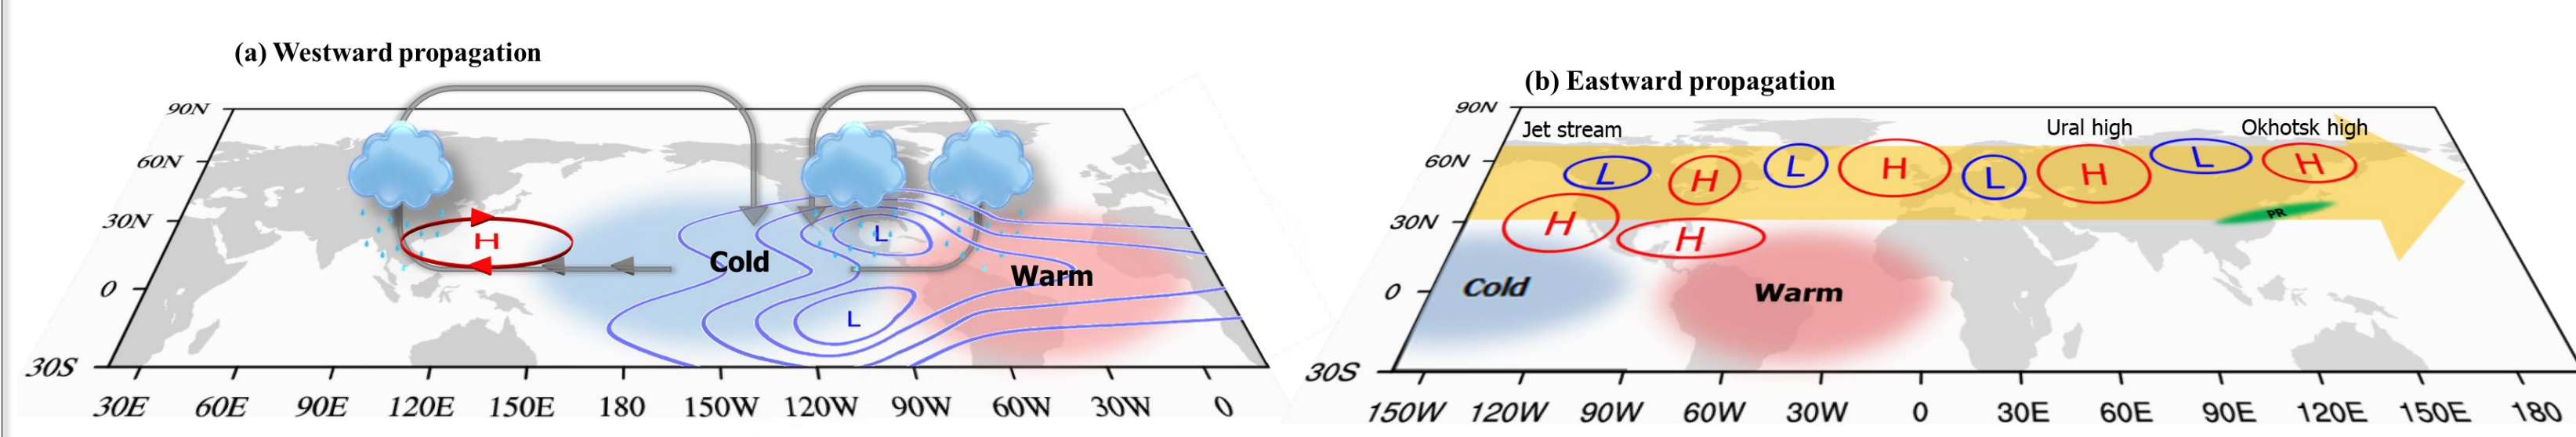 (a) Westward propagation
90N
60N
30N
0
30S
H
Cold
L
L
Warm
30E 60E 90E 120E 150E 180 150W 120W 90W 60W 30W 0
(b) Eastward propagation
90N
Jet stream Ural high Okhotsk high
60N
L H L H L H L H
30N
H H
PR
0
Cold
Warm
30S
150W 120W 90W 60W 30W 0 30E 60E 90E 120E 150E 180